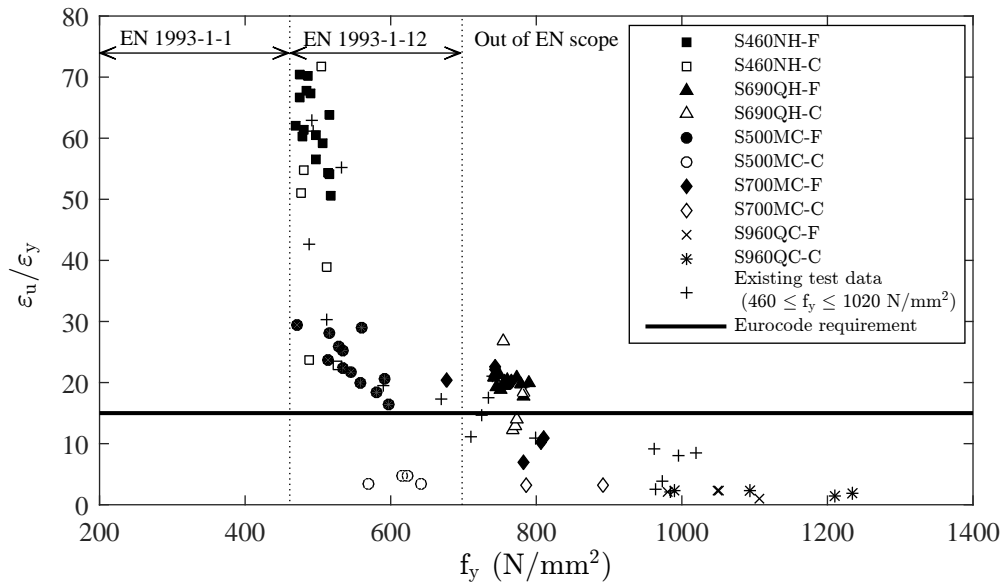 80
70
60
50
40
30
20
10
0
ε_u/ε_y
EN 1993-1-1
EN 1993-1-12
Out of EN scope
S460NH-F
S460NH-C
S690QH-F
S690QH-C
S500MC-F
S500MC-C
S700MC-F
S700MC-C
S960QC-F
S960QC-C
Existing test data
(460 ≤ f_y ≤ 1020 N/mm²)
Eurocode requirement
200 400 600 800 1000 1200 1400
f_y (N/mm²)